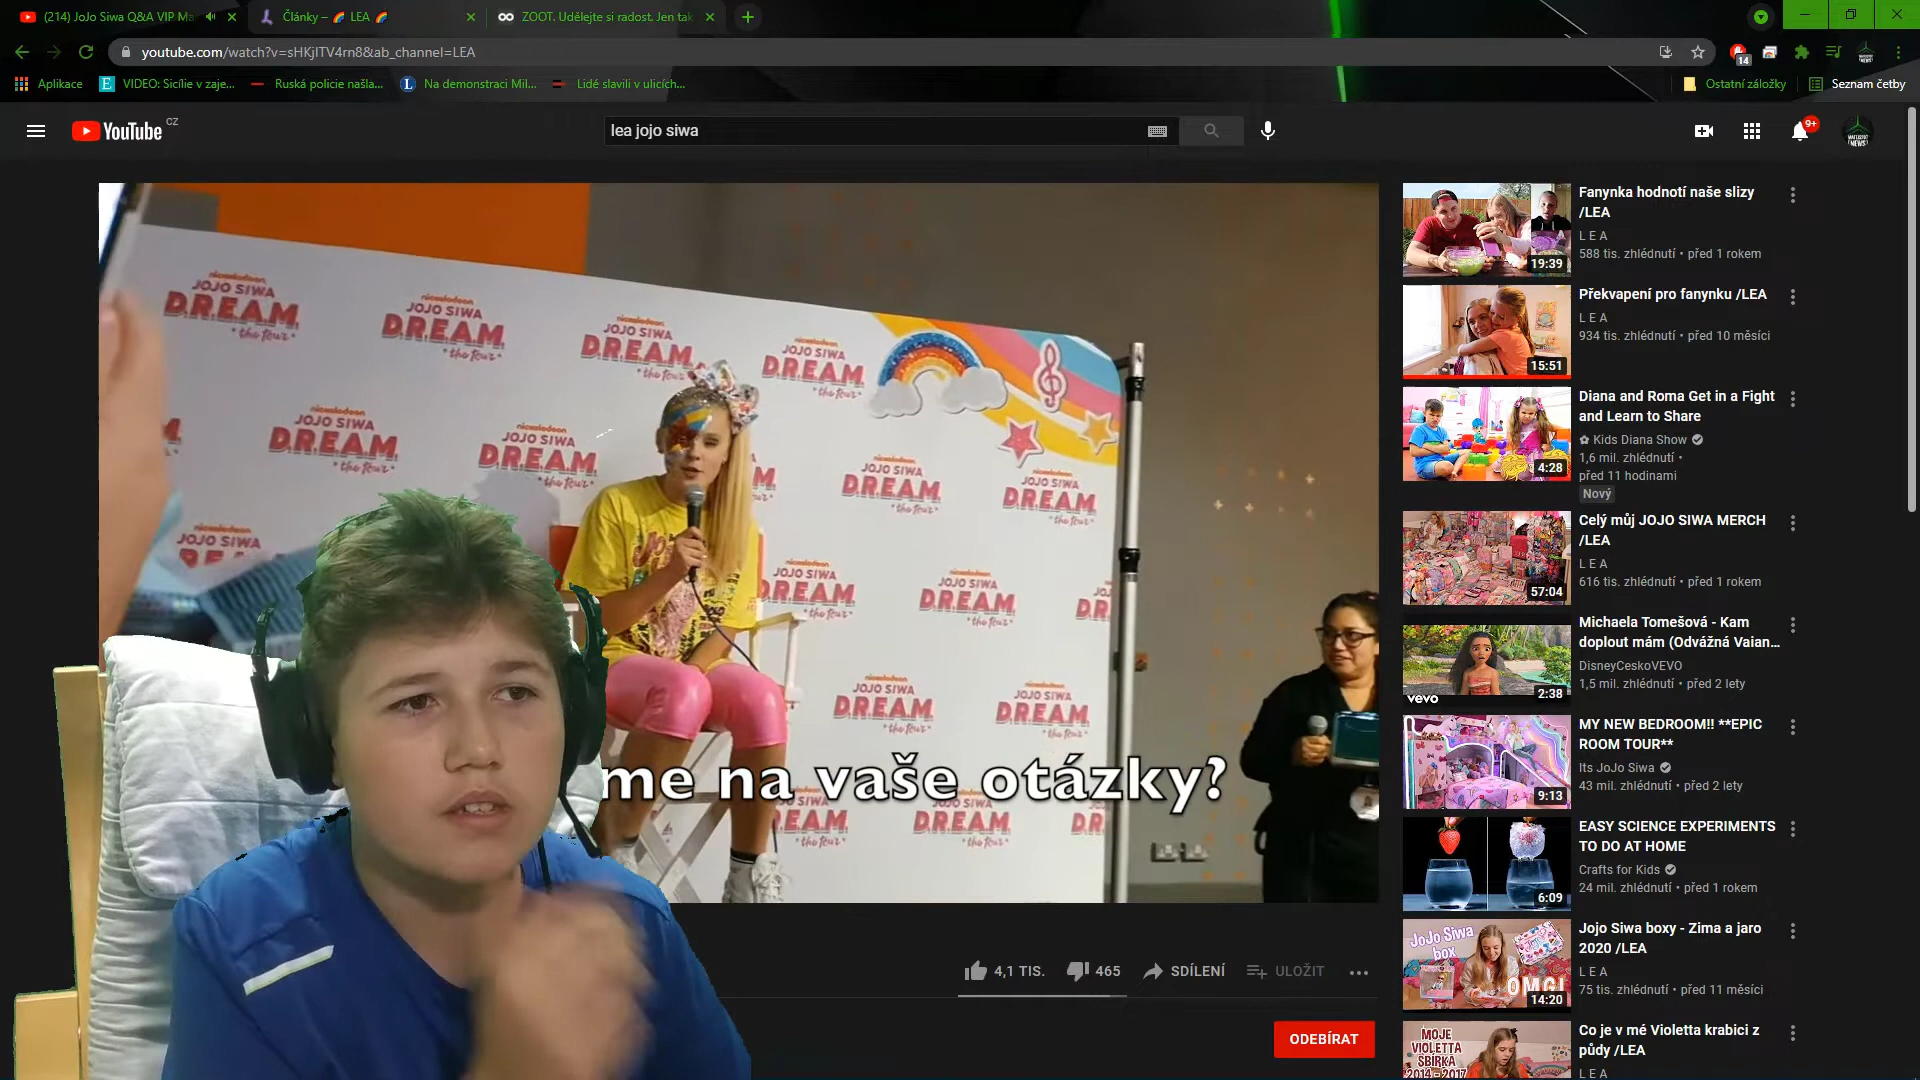 (214) JoJo Siwa Q&A VIP Ma
Články – 🌈 LEA 🌈
ZOOT. Udělejte si radost. Jen tak
youtube.com/watch?v=sHKjlTV4rn8&ab_channel=LEA
14
Aplikace
VIDEO: Sicílie v zaje...
Ruská policie našla...
Na demonstraci Mil...
Lidé slavili v ulicích...
Ostatní záložky
Seznam četby
YouTube CZ
lea jojo siwa
9+
nickelodeon
JOJO SIWA
D.R.E.A.M.
the Tour
me na vaše otázky?
4,1 TIS.
465
SDÍLENÍ
ULOŽIT
ODEBÍRAT
Fanynka hodnotí naše slizy
/LEA
L E A
588 tis. zhlédnutí • před 1 rokem
19:39
Překvapení pro fanynku /LEA
L E A
934 tis. zhlédnutí • před 10 měsíci
15:51
Diana and Roma Get in a Fight
and Learn to Share
✿ Kids Diana Show
1,6 mil. zhlédnutí •
před 11 hodinami
Nový
4:28
Celý můj JOJO SIWA MERCH
/LEA
L E A
616 tis. zhlédnutí • před 1 rokem
57:04
Michaela Tomešová - Kam
doplout mám (Odvážná Vaian...
DisneyCeskoVEVO
1,5 mil. zhlédnutí • před 2 lety
vevo
2:38
MY NEW BEDROOM!! **EPIC
ROOM TOUR**
Its JoJo Siwa
43 mil. zhlédnutí • před 2 lety
9:13
EASY SCIENCE EXPERIMENTS
TO DO AT HOME
Crafts for Kids
24 mil. zhlédnutí • před 1 rokem
6:09
Jojo Siwa boxy - Zima a jaro
2020 /LEA
L E A
75 tis. zhlédnutí • před 11 měsíci
JoJo Siwa
box
OMG!
14:20
Co je v mé Violetta krabici z
půdy /LEA
L E A
MOJE
VIOLETTA
SBÍRKA
2014 - 2017